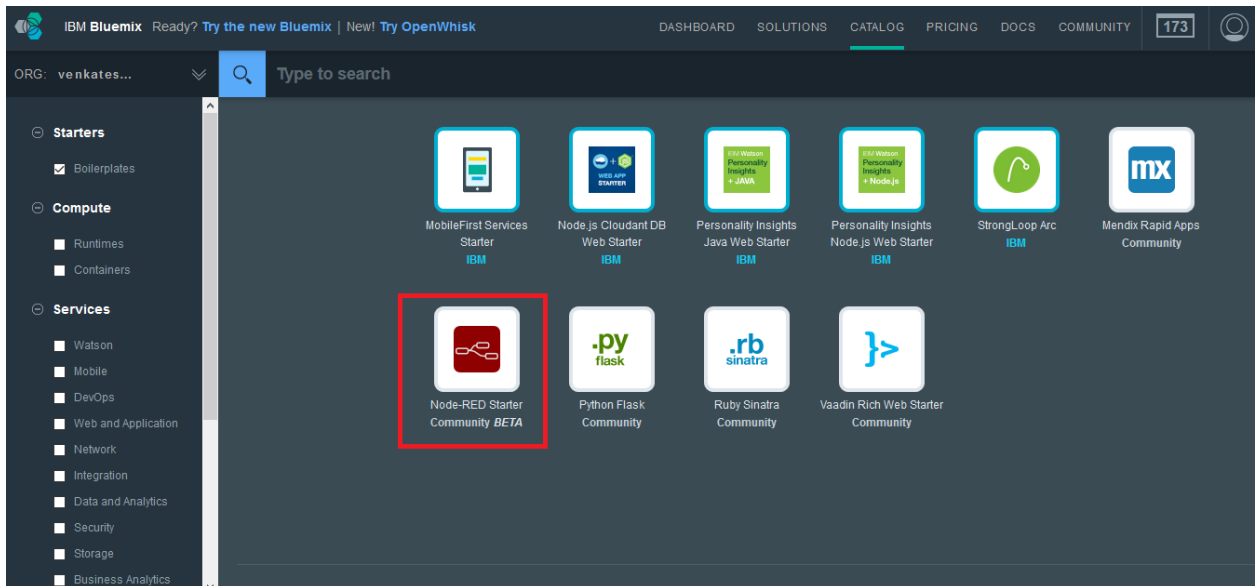 IBM Bluemix Ready? Try the new Bluemix | New! Try OpenWhisk
DASHBOARD SOLUTIONS CATALOG PRICING DOCS COMMUNITY 173
ORG: venkates... Type to search
Starters
Boilerplates
Compute
Runtimes
Containers
Services
Watson
Mobile
DevOps
Web and Application
Network
Integration
Data and Analytics
Security
Storage
Business Analytics
WEB APP
STARTER
IBM Watson
Personality
Insights
+ JAVA
IBM Watson
Personality
Insights
+ Node.js
mx
MobileFirst Services
Starter
IBM
Node.js Cloudant DB
Web Starter
IBM
Personality Insights
Java Web Starter
IBM
Personality Insights
Node.js Web Starter
IBM
StrongLoop Arc
IBM
Mendix Rapid Apps
Community
.py
flask
.rb
sinatra
}>
Node-RED Starter
Community BETA
Python Flask
Community
Ruby Sinatra
Community
Vaadin Rich Web Starter
Community